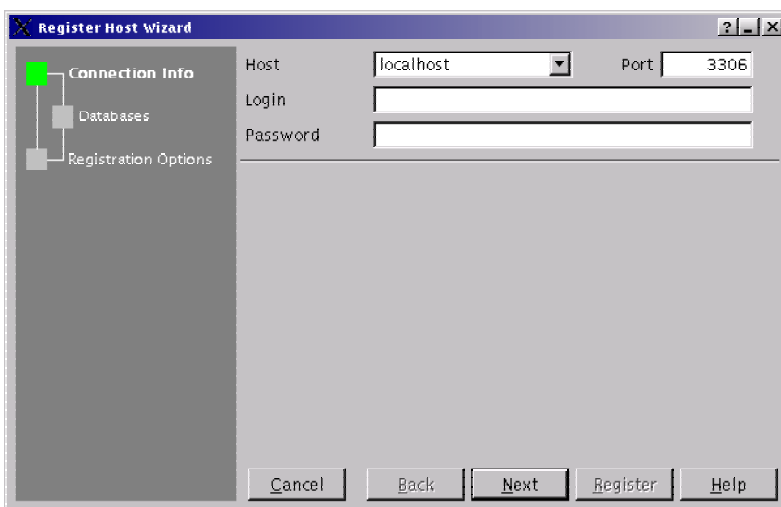 Register Host Wizard
Connection Info
Databases
Registration Options
Host localhost Port 3306
Login
Password
Cancel Back Next Register Help